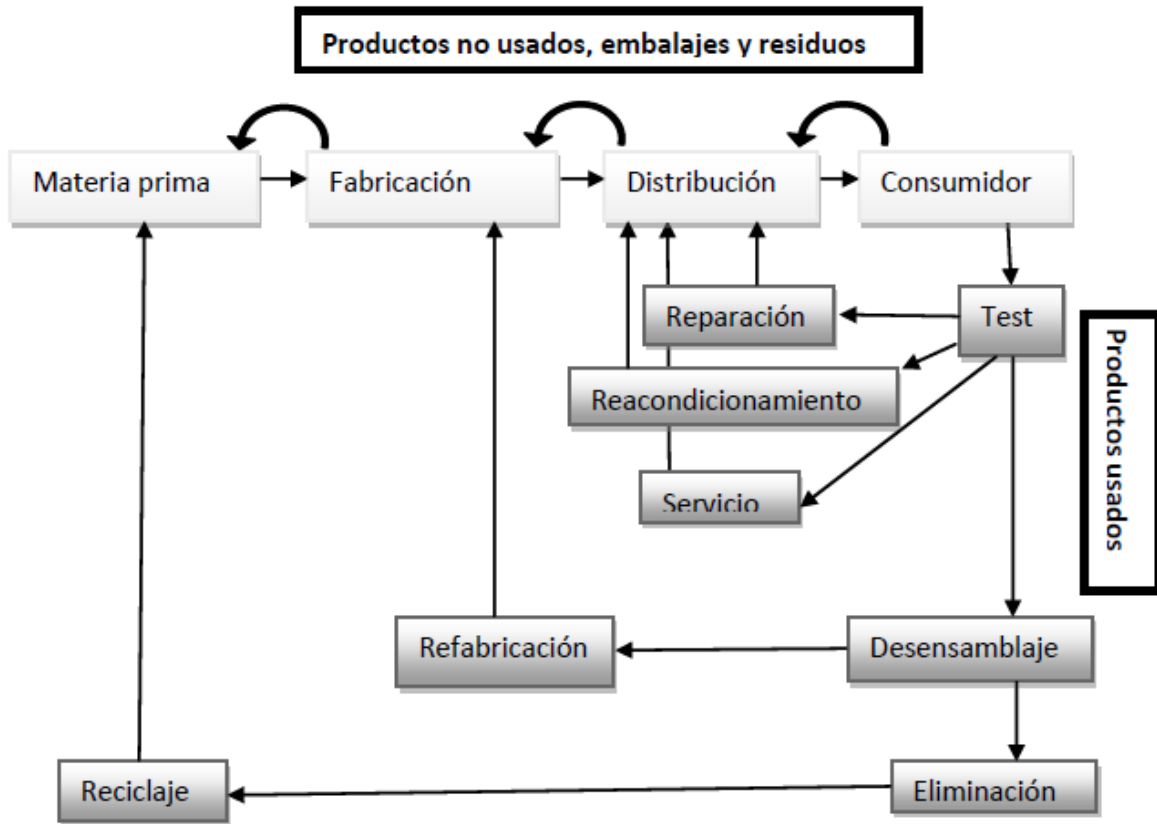 Productos no usados, embalajes y residuos
Materia prima
Fabricación
Distribución
Consumidor
Reparación
Test
Reacondicionamiento
Servicio
Productos usados
Refabricación
Desensamblaje
Reciclaje
Eliminación